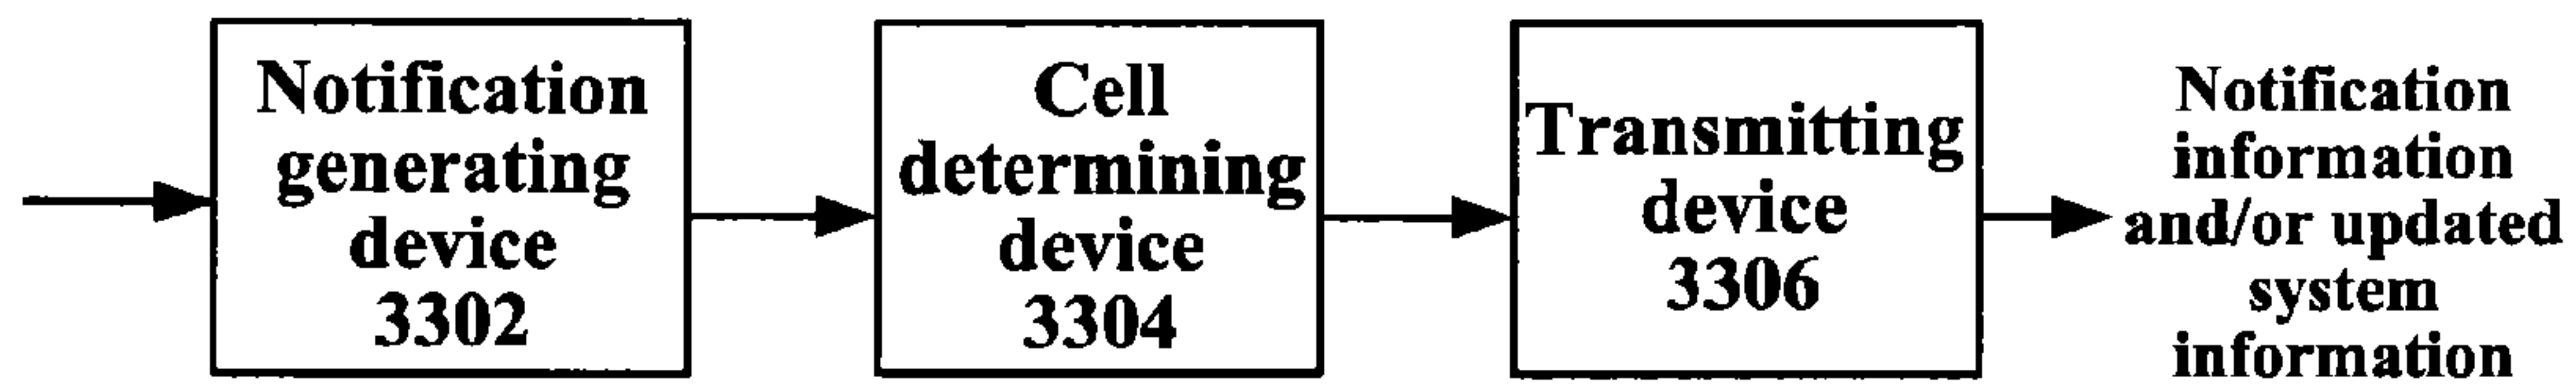 Notification
generating
device
3302
Cell
determining
device
3304
Transmitting
device
3306
Notification
information
and/or updated
system
information